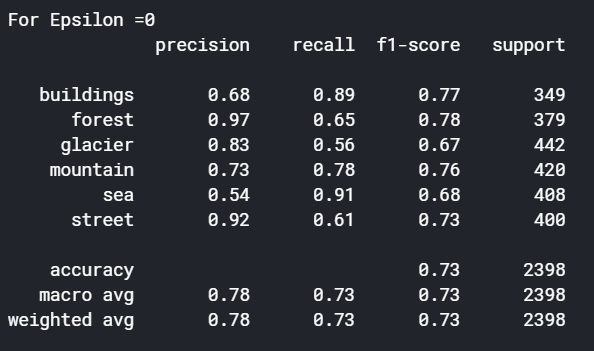 For Epsilon =0
precision recall f1-score support
buildings 0.68 0.89 0.77 349
forest 0.97 0.65 0.78 379
glacier 0.83 0.56 0.67 442
mountain 0.73 0.78 0.76 420
sea 0.54 0.91 0.68 408
street 0.92 0.61 0.73 400
accuracy 0.73 2398
macro avg 0.78 0.73 0.73 2398
weighted avg 0.78 0.73 0.73 2398